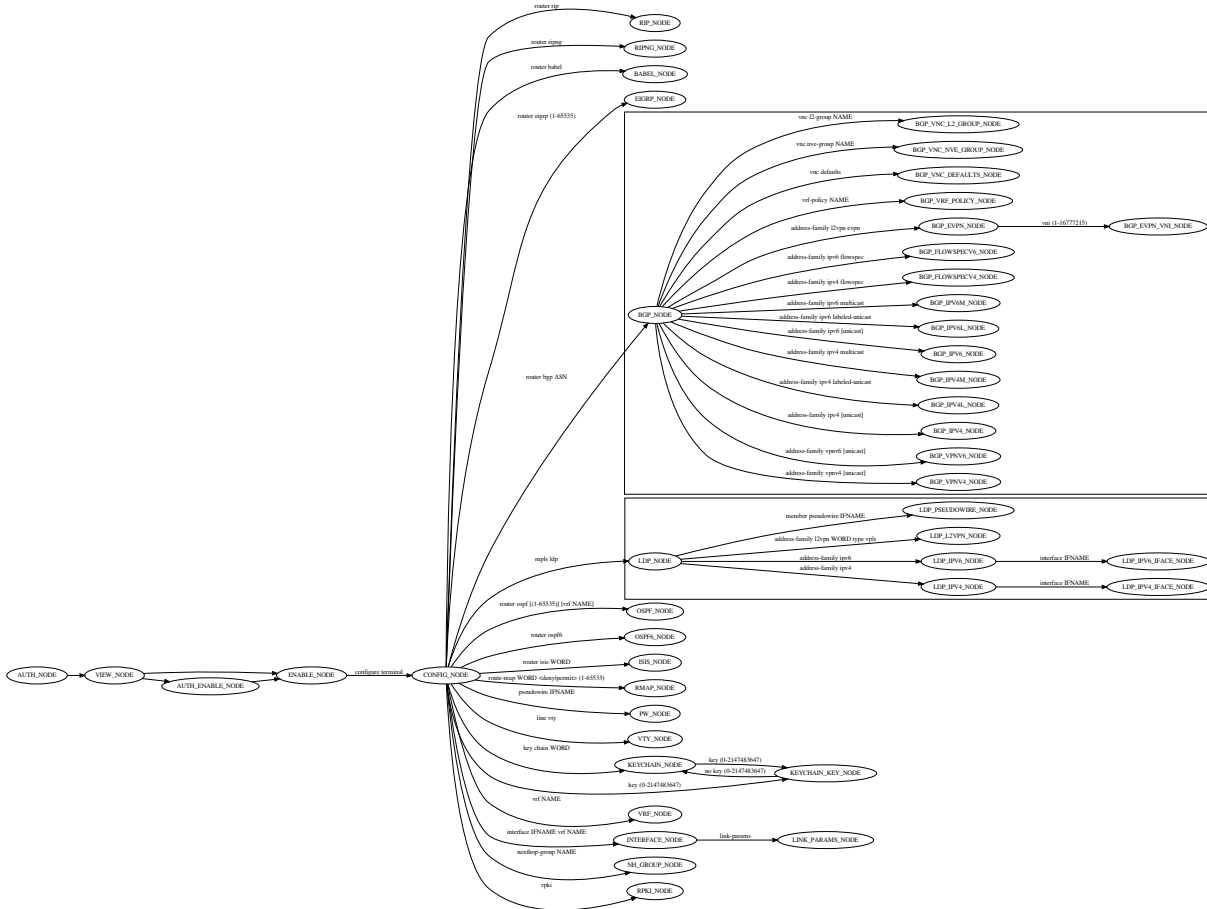 router rip
RIP_NODE
router ripng
RIPNG_NODE
router babel
BABEL_NODE
EIGRP_NODE
router eigrp (1-65535)
vnc l2-group NAME
BGP_VNC_L2_GROUP_NODE
vnc nve-group NAME
BGP_VNC_NVE_GROUP_NODE
vnc defaults
BGP_VNC_DEFAULTS_NODE
vrf-policy NAME
BGP_VRF_POLICY_NODE
address-family l2vpn evpn
BGP_EVPN_NODE
vni (1-16777215)
BGP_EVPN_VNI_NODE
address-family ipv6 flowspec
BGP_FLOWSPECV6_NODE
address-family ipv4 flowspec
BGP_FLOWSPECV4_NODE
address-family ipv6 multicast
BGP_IPV6M_NODE
BGP_NODE
address-family ipv6 labeled-unicast
BGP_IPV6L_NODE
address-family ipv6 [unicast]
BGP_IPV6_NODE
address-family ipv4 multicast
BGP_IPV4M_NODE
router bgp ASN
address-family ipv4 labeled-unicast
BGP_IPV4L_NODE
address-family ipv4 [unicast]
BGP_IPV4_NODE
address-family vpnv6 [unicast]
BGP_VPNV6_NODE
address-family vpnv4 [unicast]
BGP_VPNV4_NODE
member pseudowire IFNAME
LDP_PSEUDOWIRE_NODE
address-family l2vpn WORD type vpls
LDP_L2VPN_NODE
mpls ldp
LDP_NODE
address-family ipv6
LDP_IPV6_NODE
interface IFNAME
LDP_IPV6_IFACE_NODE
address-family ipv4
LDP_IPV4_NODE
interface IFNAME
LDP_IPV4_IFACE_NODE
router ospf [(1-65535)] [vrf NAME]
OSPF_NODE
router ospf6
OSPF6_NODE
router isis WORD
ISIS_NODE
AUTH_NODE
VIEW_NODE
AUTH_ENABLE_NODE
ENABLE_NODE
configure terminal
CONFIG_NODE
route-map WORD <deny|permit> (1-65535)
RMAP_NODE
pseudowire IFNAME
PW_NODE
line vty
VTY_NODE
key chain WORD
KEYCHAIN_NODE
key (0-2147483647)
no key (0-2147483647)
KEYCHAIN_KEY_NODE
key (0-2147483647)
vrf NAME
VRF_NODE
interface IFNAME vrf NAME
INTERFACE_NODE
link-params
LINK_PARAMS_NODE
nexthop-group NAME
NH_GROUP_NODE
rpki
RPKI_NODE